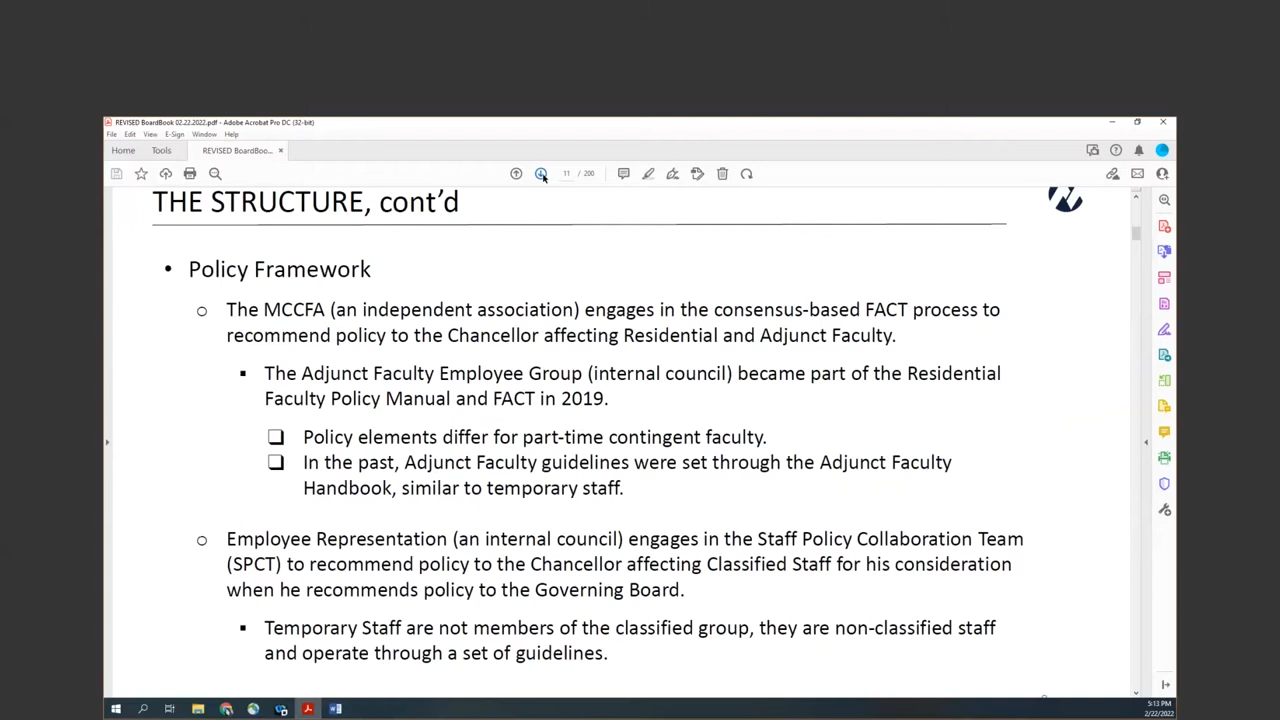 REVISED BoardBook 02.22.2022.pdf - Adobe Acrobat Pro DC (32-bit)
File Edit View E-Sign Window Help
Home Tools REVISED BoardBoo... ×
11 / 200
THE STRUCTURE, cont’d
• Policy Framework
o The MCCFA (an independent association) engages in the consensus-based FACT process to
recommend policy to the Chancellor affecting Residential and Adjunct Faculty.
▪ The Adjunct Faculty Employee Group (internal council) became part of the Residential
Faculty Policy Manual and FACT in 2019.
❑ Policy elements differ for part-time contingent faculty.
❑ In the past, Adjunct Faculty guidelines were set through the Adjunct Faculty
Handbook, similar to temporary staff.
o Employee Representation (an internal council) engages in the Staff Policy Collaboration Team
(SPCT) to recommend policy to the Chancellor affecting Classified Staff for his consideration
when he recommends policy to the Governing Board.
▪ Temporary Staff are not members of the classified group, they are non-classified staff
and operate through a set of guidelines.
5:13 PM
2/22/2022